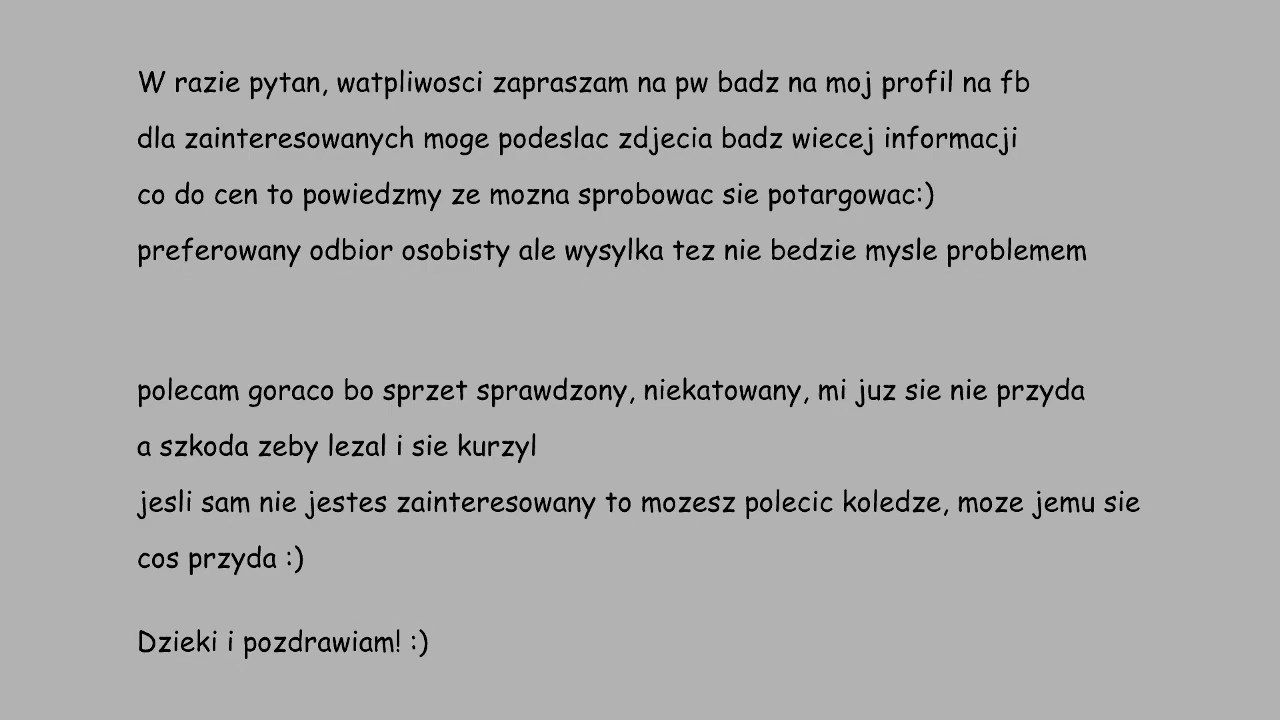 W razie pytan, watpliwosci zapraszam na pw badz na moj profil na fb
dla zainteresowanych moge podeslac zdjecia badz wiecej informacji
co do cen to powiedzmy ze mozna sprobowac sie potargowac:)
preferowany odbior osobisty ale wysylka tez nie bedzie mysle problemem
polecam goraco bo sprzet sprawdzony, niekatowany, mi juz sie nie przyda
a szkoda zeby lezal i sie kurzyl
jesli sam nie jestes zainteresowany to mozesz polecic koledze, moze jemu sie
cos przyda :)
Dzieki i pozdrawiam! :)